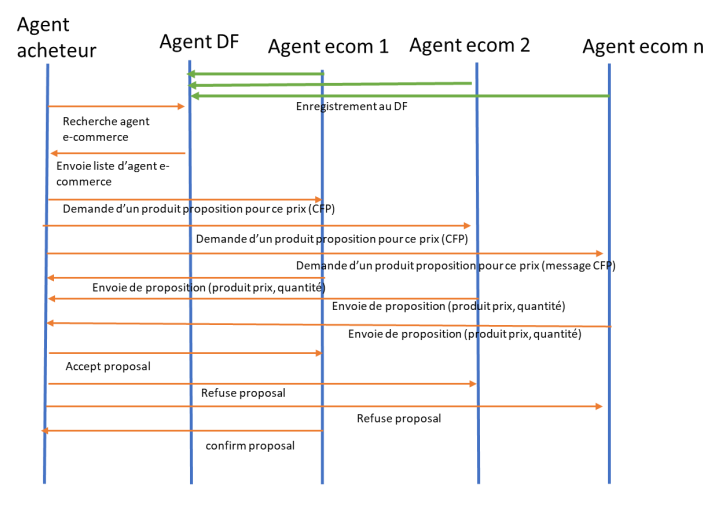 Agent
acheteur
Agent DF
Agent ecom 1
Agent ecom 2
Agent ecom n
Enregistrement au DF
Recherche agent
e-commerce
Envoie liste d'agent e-
commerce
Demande d'un produit proposition pour ce prix (CFP)
Demande d'un produit proposition pour ce prix (CFP)
Demande d'un produit proposition pour ce prix (message CFP)
Envoie de proposition (produit prix, quantité)
Envoie de proposition (produit prix, quantité)
Envoie de proposition (produit prix, quantité)
Accept proposal
Refuse proposal
Refuse proposal
confirm proposal